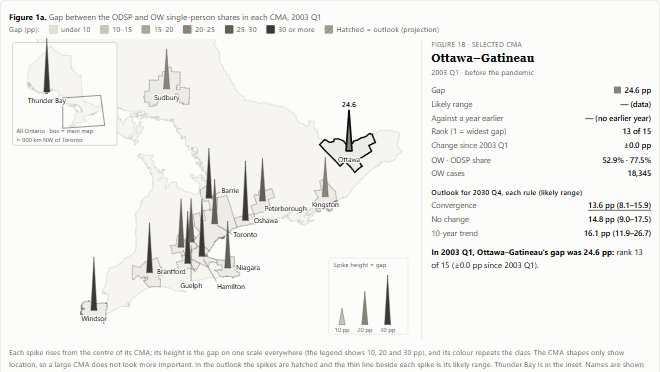 Figure 1a. Gap between the ODSP and OW single-person shares in each CMA, 2003 Q1
Gap (pp): under 10 10–15 15–20 20–25 25–30 30 or more Hatched = outlook (projection)
Thunder Bay
All Ontario · box = main map
≈ 900 km NW of Toronto
Sudbury
24.6
Ottawa
Barrie
Peterborough
Kingston
Oshawa
Toronto
Brantford
Niagara
Guelph
Hamilton
Windsor
Spike height = gap
10 pp 20 pp 30 pp
FIGURE 1B · SELECTED CMA
Ottawa–Gatineau
2003 Q1 · before the pandemic
Gap 24.6 pp
Likely range — (data)
Against a year earlier — (no earlier year)
Rank (1 = widest gap) 13 of 15
Change since 2003 Q1 ±0.0 pp
OW · ODSP share 52.9% · 77.5%
OW cases 18,345
Outlook for 2030 Q4, each rule (likely range)
Convergence 13.6 pp (8.1–15.9)
No change 14.8 pp (9.0–17.5)
10-year trend 16.1 pp (11.9–26.7)
In 2003 Q1, Ottawa–Gatineau's gap was 24.6 pp: rank 13
of 15 (±0.0 pp since 2003 Q1).
Each spike rises from the centre of its CMA; its height is the gap on one scale everywhere (the legend shows 10, 20 and 30 pp), and its colour repeats the class. The CMA shapes only show
location, so a large CMA does not look more important. In the outlook the spikes are hatched and the thin line beside each spike is its likely range. Thunder Bay is in the inset. Names are shown